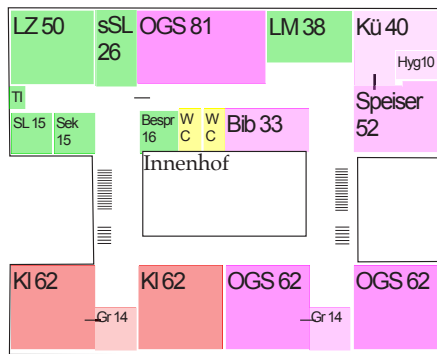 LZ 50
sSL
26
OGS 81
LM 38
Kü 40
Hyg10
TI
SL 15
Sek
15
Bespr
16
W
C
W
C
Bib 33
Speiser
52
Innenhof
Kl 62
Gr 14
Kl 62
OGS 62
Gr 14
OGS 62